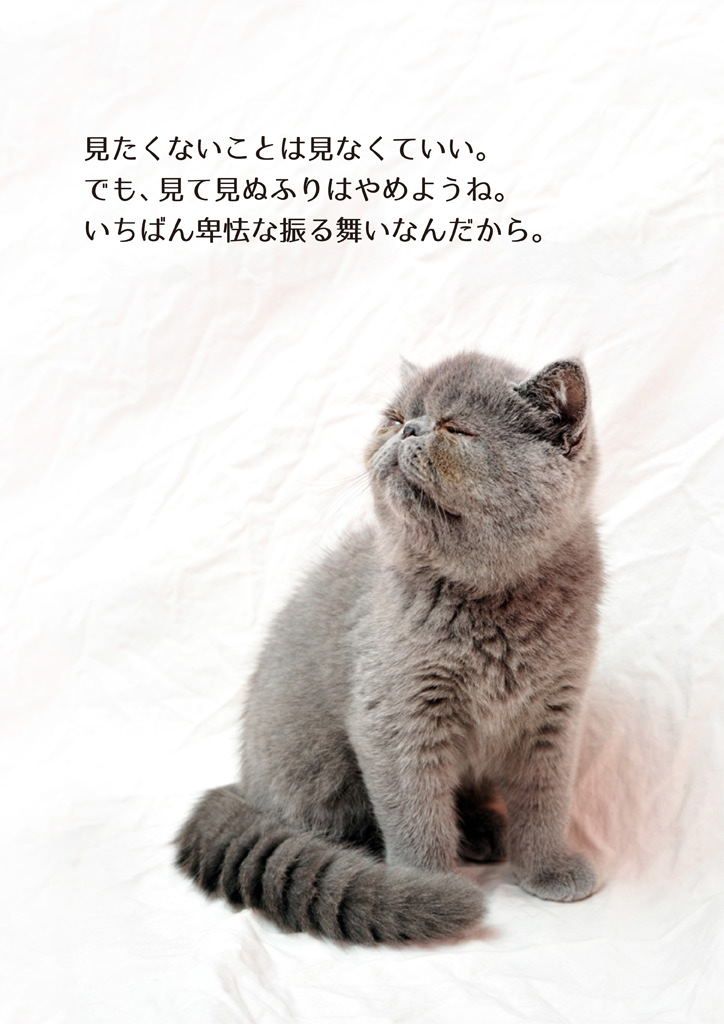 見たくないことは見なくていい。
でも、見て見ぬふりはやめようね。
いちばん卑怯な振る舞いなんだから。